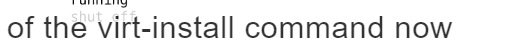 running
shut off
of the virt-install command now